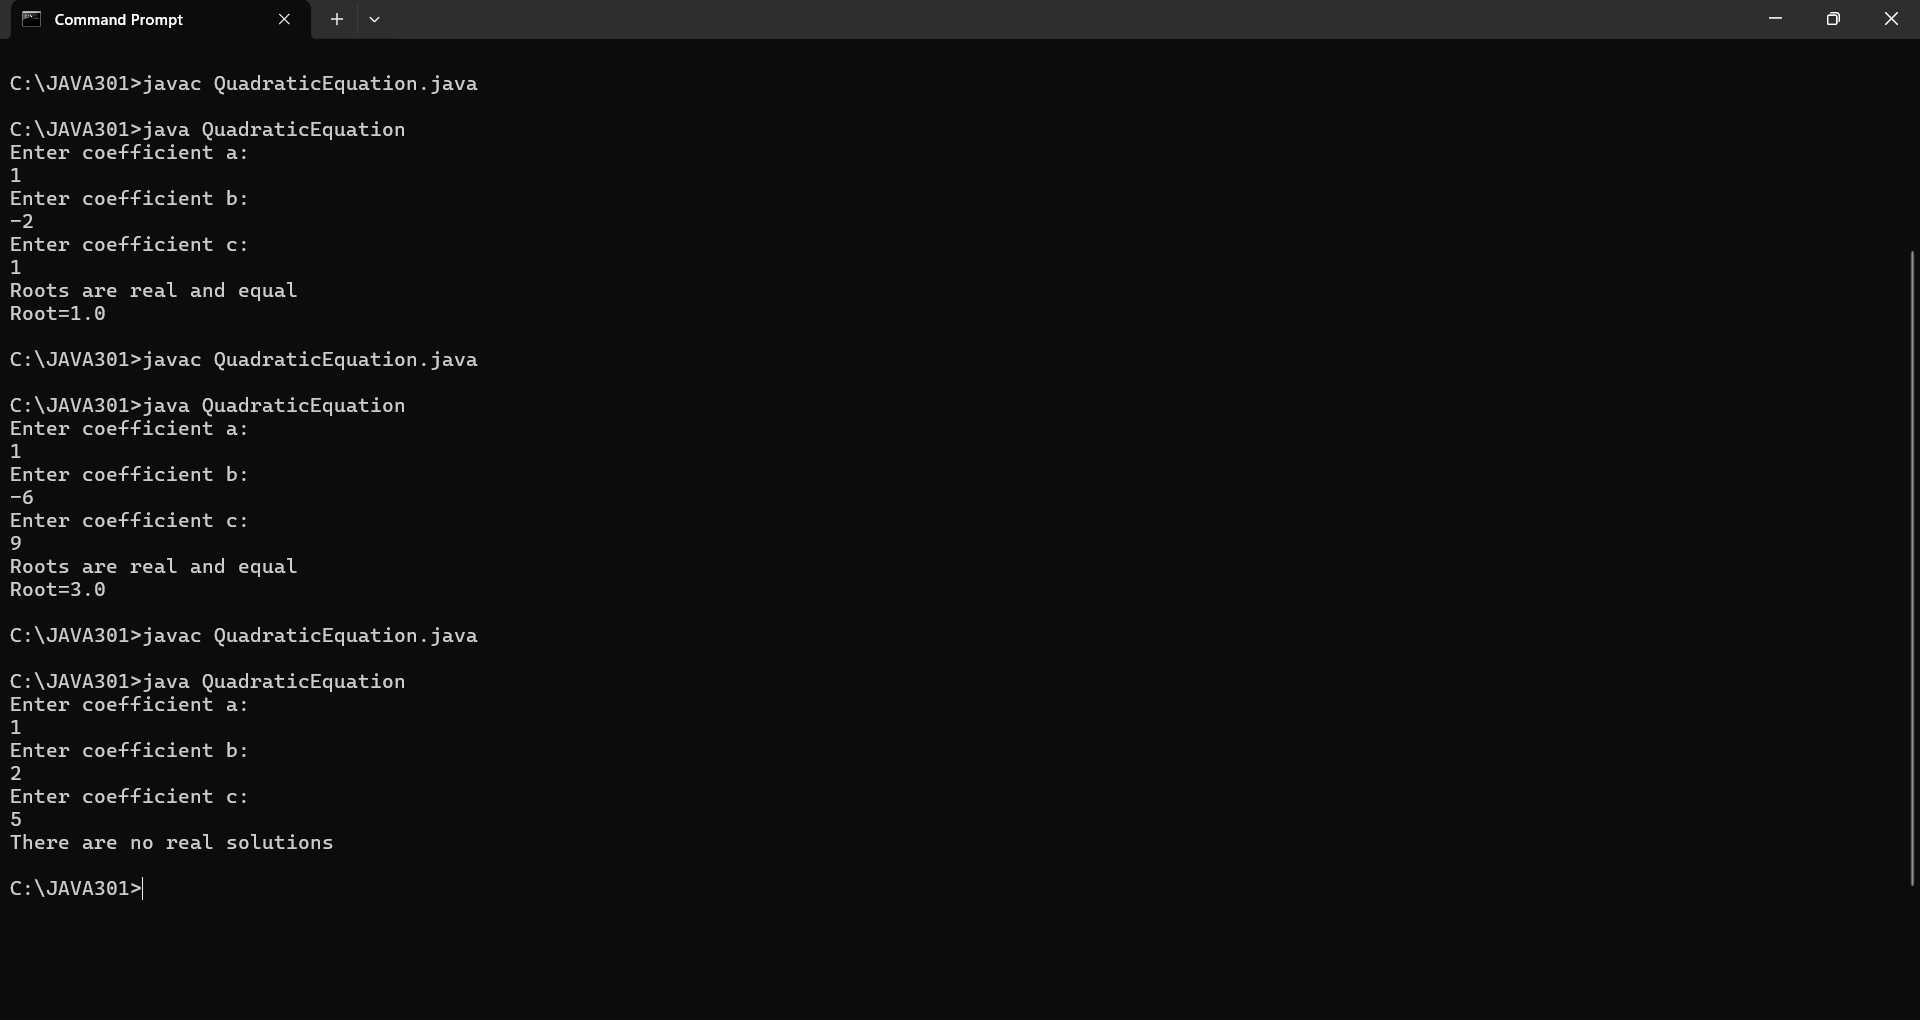 Command Prompt
C:\JAVA301>javac QuadraticEquation.java
C:\JAVA301>java QuadraticEquation
Enter coefficient a:
1
Enter coefficient b:
-2
Enter coefficient c:
1
Roots are real and equal
Root=1.0
C:\JAVA301>javac QuadraticEquation.java
C:\JAVA301>java QuadraticEquation
Enter coefficient a:
1
Enter coefficient b:
-6
Enter coefficient c:
9
Roots are real and equal
Root=3.0
C:\JAVA301>javac QuadraticEquation.java
C:\JAVA301>java QuadraticEquation
Enter coefficient a:
1
Enter coefficient b:
2
Enter coefficient c:
5
There are no real solutions
C:\JAVA301>